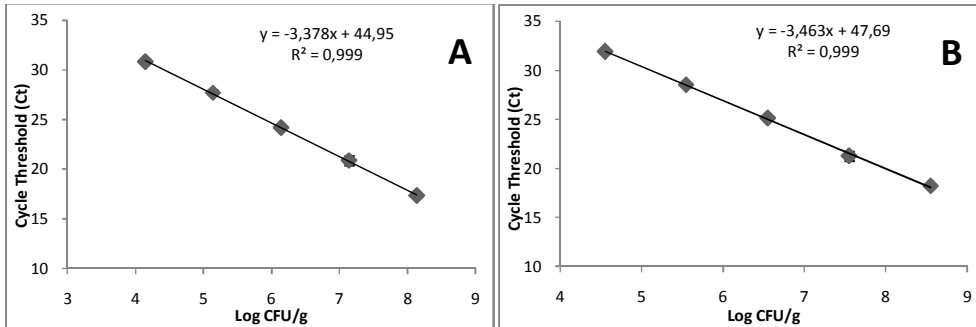 35
30
25
20
15
10
3 4 5 6 7 8 9
Cycle Threshold (Ct)
Log CFU/g
y = -3,378x + 44,95
R² = 0,999
A
35
30
25
20
15
10
4 5 6 7 8 9
Cycle Threshold (Ct)
Log CFU/g
y = -3,463x + 47,69
R² = 0,999
B